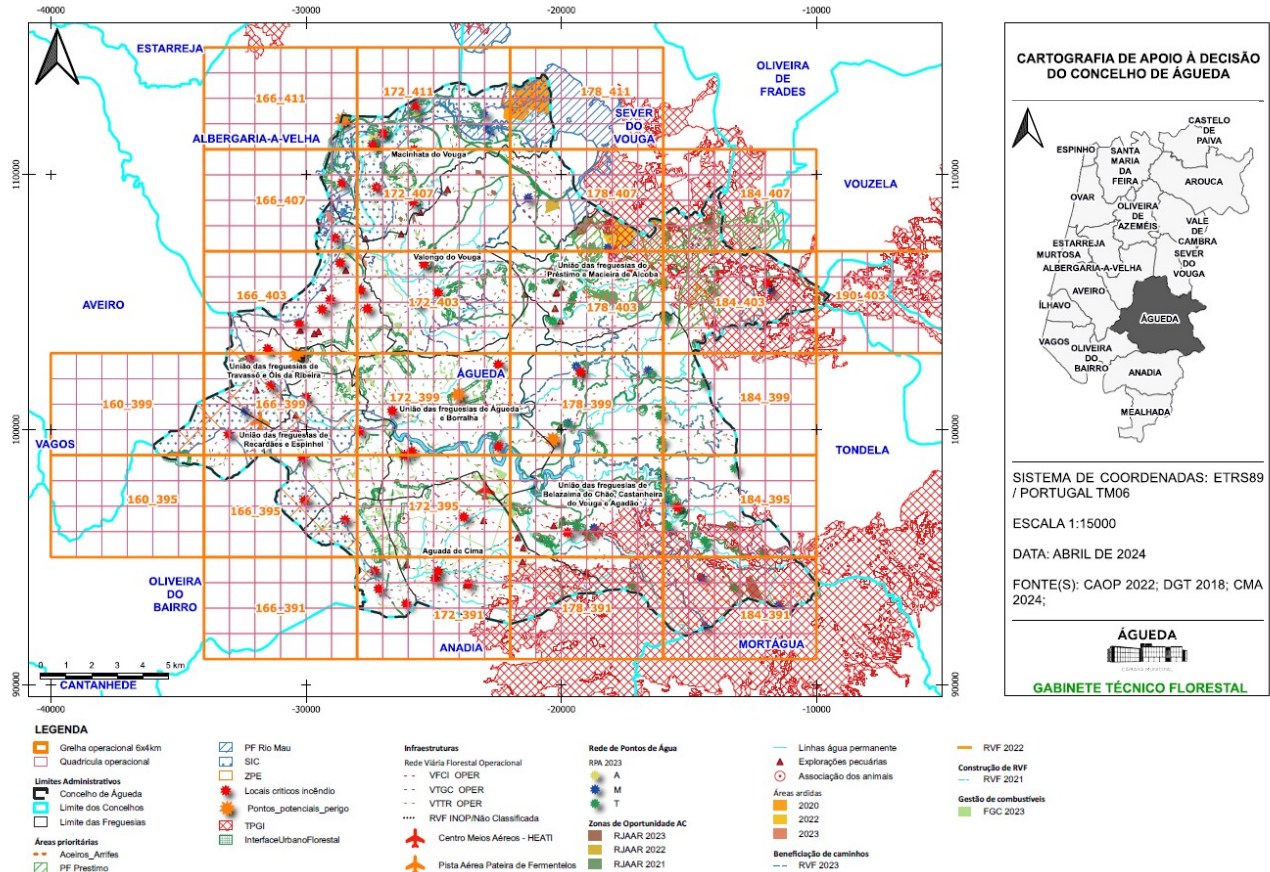 -40000
-30000
-20000
-10000
ESTARREJA
OLIVEIRA
DE
FRADES
166_411
172_411
178_411
SEVER
DO
VOUGA
ALBERGARIA-A-VELHA
Macinhata do Vouga
110000
110000
VOUZELA
166_407
172_407
178_407
184_407
Valongo do Vouga
União das freguesias do
Préstimo e Macieira de Alcoba
AVEIRO
166_403
172_403
178_403
184_403
190_403
União das freguesias de
Travassô e Óis da Ribeira
ÁGUEDA
160_399
166_399
172_399
178_399
184_399
União das freguesias de Águeda
e Borralha
União das freguesias de
Recardães e Espinhel
VAGOS
100000
100000
TONDELA
União das freguesias de
Belazaima do Chão, Castanheira
do Vouga e Agadão
160_395
166_395
172_395
184_395
Aguada de Cima
OLIVEIRA
DO
BAIRRO
166_391
172_391
178_391
184_391
ANADIA
MORTÁGUA
0 1 2 3 4 5 km
CANTANHEDE
90000
90000
-40000
-30000
-20000
-10000
CARTOGRAFIA DE APOIO À DECISÃO
DO CONCELHO DE ÁGUEDA
CASTELO
DE
PAIVA
ESPINHO
SANTA
MARIA
DA
FEIRA
AROUCA
OVAR
OLIVEIRA
DE
AZEMÉIS
VALE
DE
CAMBRA
ESTARREJA
MURTOSA
SEVER
DO
VOUGA
ALBERGARIA-A-VELHA
AVEIRO
ÍLHAVO
ÁGUEDA
VAGOS
OLIVEIRA
DO
BAIRRO
ANADIA
MEALHADA
SISTEMA DE COORDENADAS: ETRS89
/ PORTUGAL TM06
ESCALA 1:15000
DATA: ABRIL DE 2024
FONTE(S): CAOP 2022; DGT 2018; CMA
2024;
ÁGUEDA
CÂMARA MUNICIPAL
GABINETE TÉCNICO FLORESTAL
LEGENDA
Grelha operacional 6x4km
Quadricula operacional
Limites Administrativos
Concelho de Águeda
Limite dos Concelhos
Limite das Freguesias
Áreas prioritárias
Aceiros_Arrifes
PF Prestimo
PF Rio Mau
SIC
ZPE
Locais criticos incêndio
Pontos_potenciais_perigo
TPGI
InterfaceUrbanoFlorestal
Infraestruturas
Rede Viária Florestal Operacional
VFCI OPER
VTGC OPER
VTTR OPER
RVF INOP/Não Classificada
Centro Meios Aéreos - HEATI
Pista Aérea Pateira de Fermentelos
Rede de Pontos de Água
RPA 2023
A
M
T
Zonas de Oportunidade AC
RJAAR 2023
RJAAR 2022
RJAAR 2021
Linhas água permanente
Explorações pecuárias
Associação dos animais
Áreas ardidas
2020
2022
2023
Beneficiação de caminhos
RVF 2023
RVF 2022
Construção de RVF
RVF 2021
Gestão de combustíveis
FGC 2023